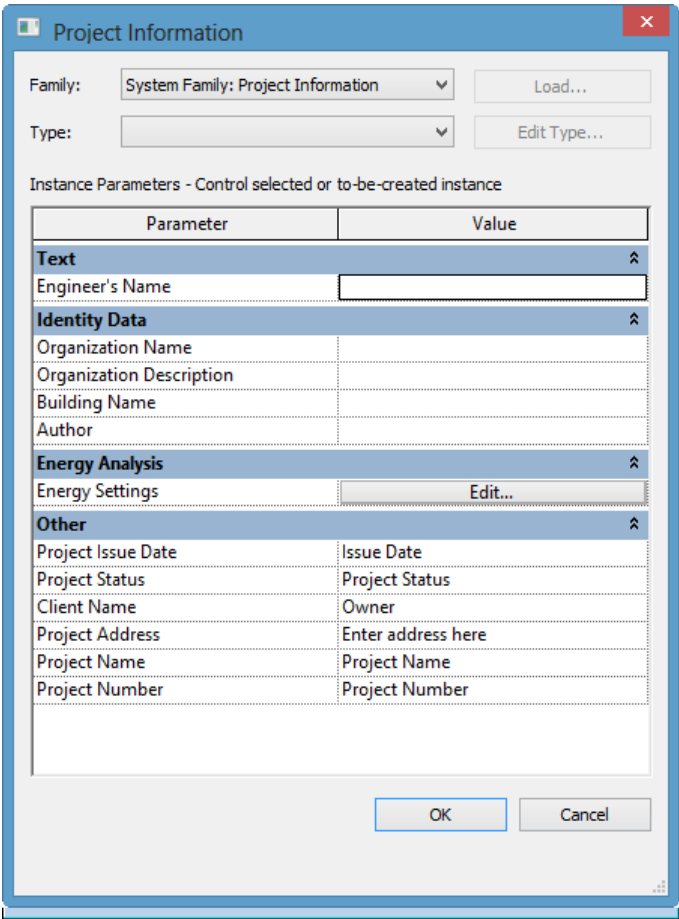 Project Information
Family: System Family: Project Information Load...
Type: Edit Type...
Instance Parameters - Control selected or to-be-created instance
Parameter Value
Text
Engineer's Name
Identity Data
Organization Name
Organization Description
Building Name
Author
Energy Analysis
Energy Settings Edit...
Other
Project Issue Date Issue Date
Project Status Project Status
Client Name Owner
Project Address Enter address here
Project Name Project Name
Project Number Project Number
OK Cancel